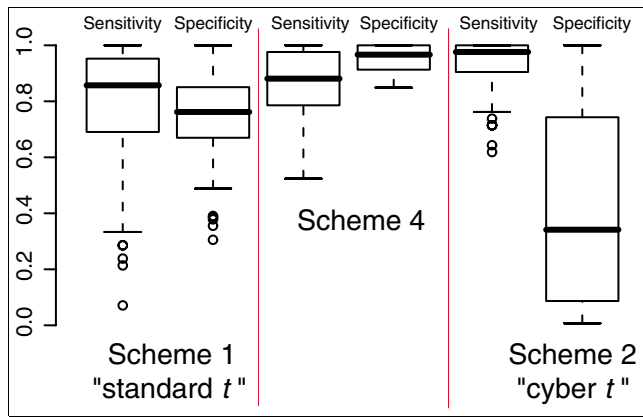 Sensitivity Specificity Sensitivity Specificity Sensitivity Specificity
1.0
0.8
0.6
0.4
0.2
0.0
Scheme 4
Scheme 1
"standard t"
Scheme 2
"cyber t"